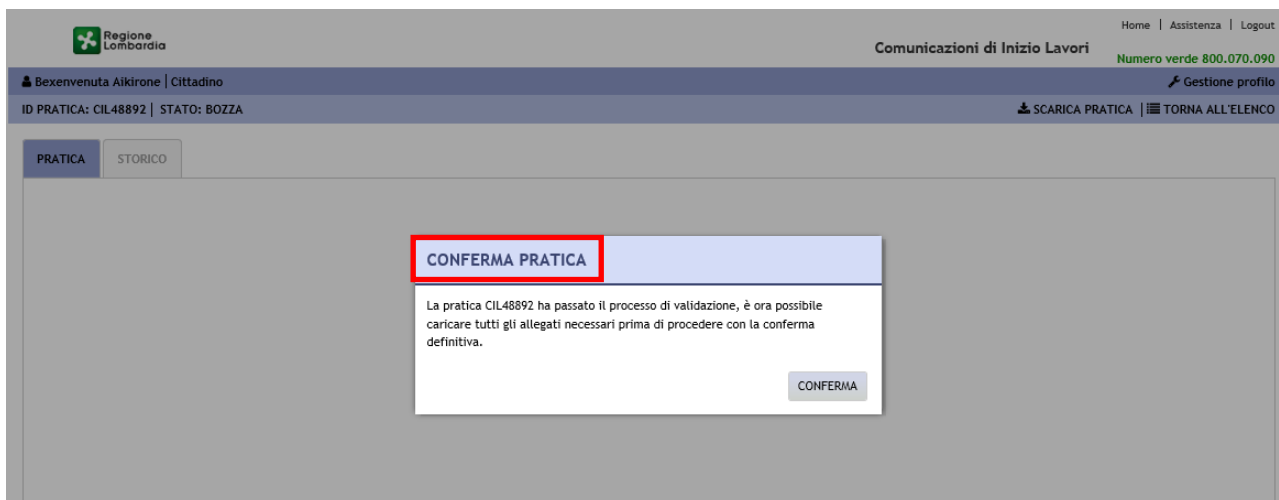 Regione
Lombardia
Home | Assistenza | Logout
Comunicazioni di Inizio Lavori
Numero verde 800.070.090
Bexenvenuta Aikirone | Cittadino
Gestione profilo
ID PRATICA: CIL48892 | STATO: BOZZA
SCARICA PRATICA | TORNA ALL'ELENCO
PRATICA
STORICO
CONFERMA PRATICA
La pratica CIL48892 ha passato il processo di validazione, è ora possibile
caricare tutti gli allegati necessari prima di procedere con la conferma
definitiva.
CONFERMA